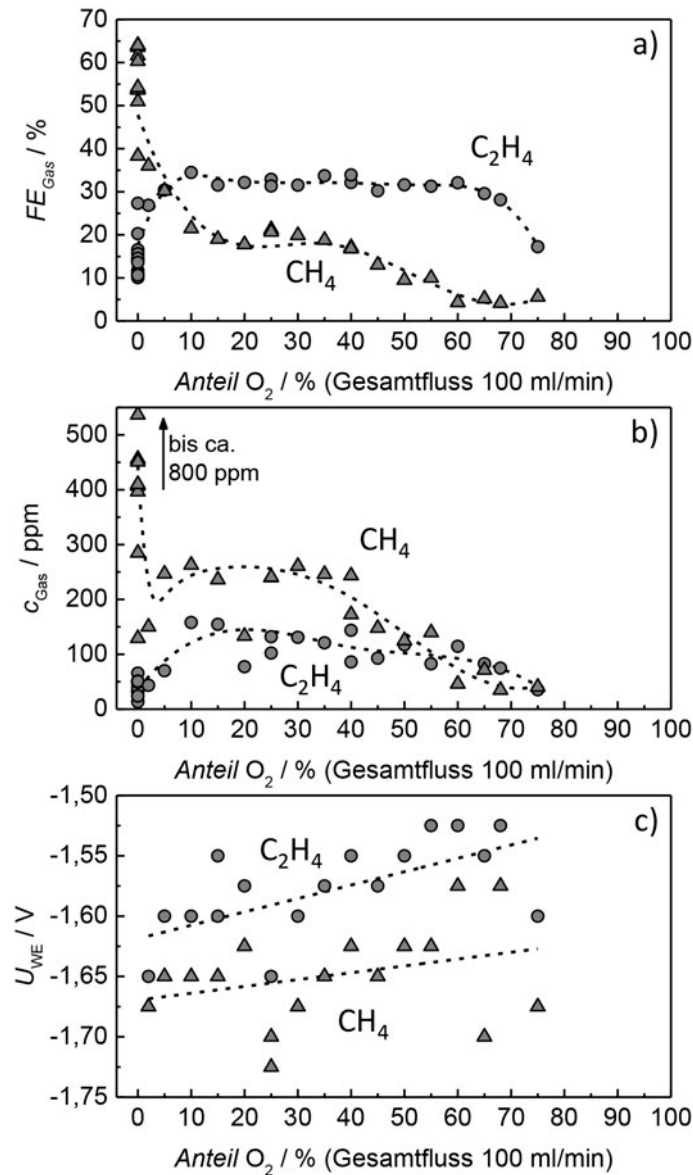 a)
70
60
50
40
30
20
10
0
FE_Gas / %
C₂H₄
CH₄
0 10 20 30 40 50 60 70 80 90 100
Anteil O₂ / % (Gesamtfluss 100 ml/min)
b)
500
400
300
200
100
0
c_Gas / ppm
bis ca.
800 ppm
CH₄
C₂H₄
0 10 20 30 40 50 60 70 80 90 100
Anteil O₂ / % (Gesamtfluss 100 ml/min)
c)
-1,50
-1,55
-1,60
-1,65
-1,70
-1,75
U_WE / V
C₂H₄
CH₄
0 10 20 30 40 50 60 70 80 90 100
Anteil O₂ / % (Gesamtfluss 100 ml/min)